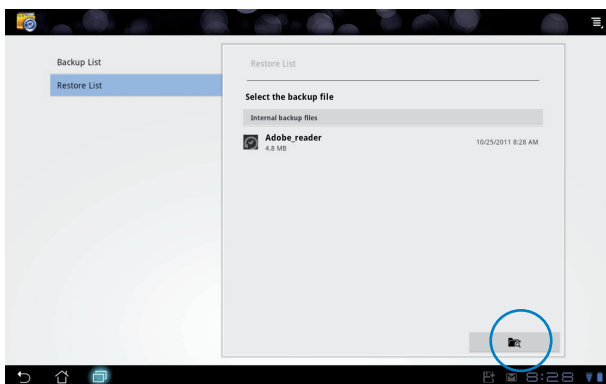 Backup List
Restore List
Restore List
Select the backup file
Internal backup files
Adobe_reader
4.8 MB
10/25/2011 8:28 AM
8:28